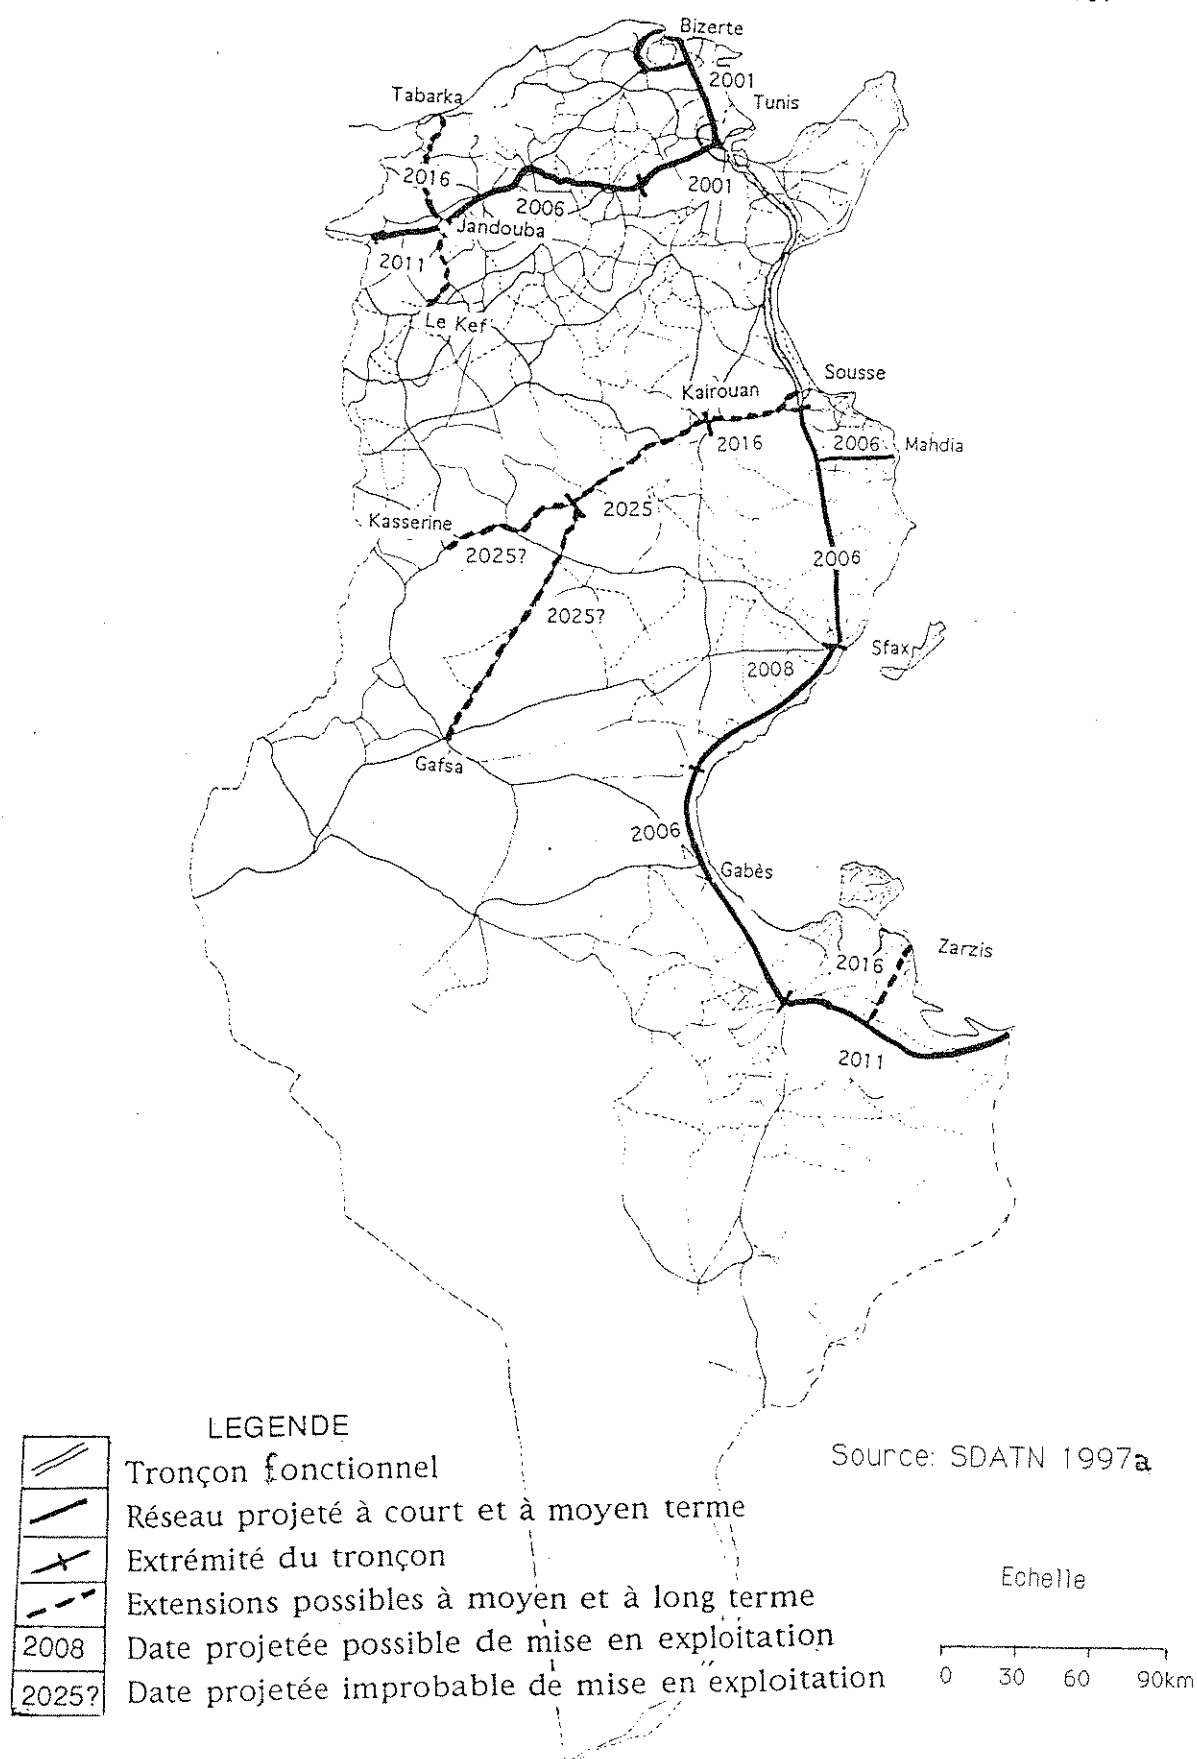 Bizerte
2001
Tabarka
Tunis
2016
2001
2006
Jandouba
2011
Le Kef
Sousse
Kairouan
2016
2006
Mahdia
2025
Kasserine
2025?
2006
2025?
Sfax
2008
Gafsa
2006
Gabès
2016
Zarzis
2011
LEGENDE
Tronçon fonctionnel
Source: SDATN 1997a
Réseau projeté à court et à moyen terme
Extrémité du tronçon
Echelle
Extensions possibles à moyen et à long terme
2008 Date projetée possible de mise en exploitation
2025? Date projetée improbable de mise en exploitation
0 30 60 90km